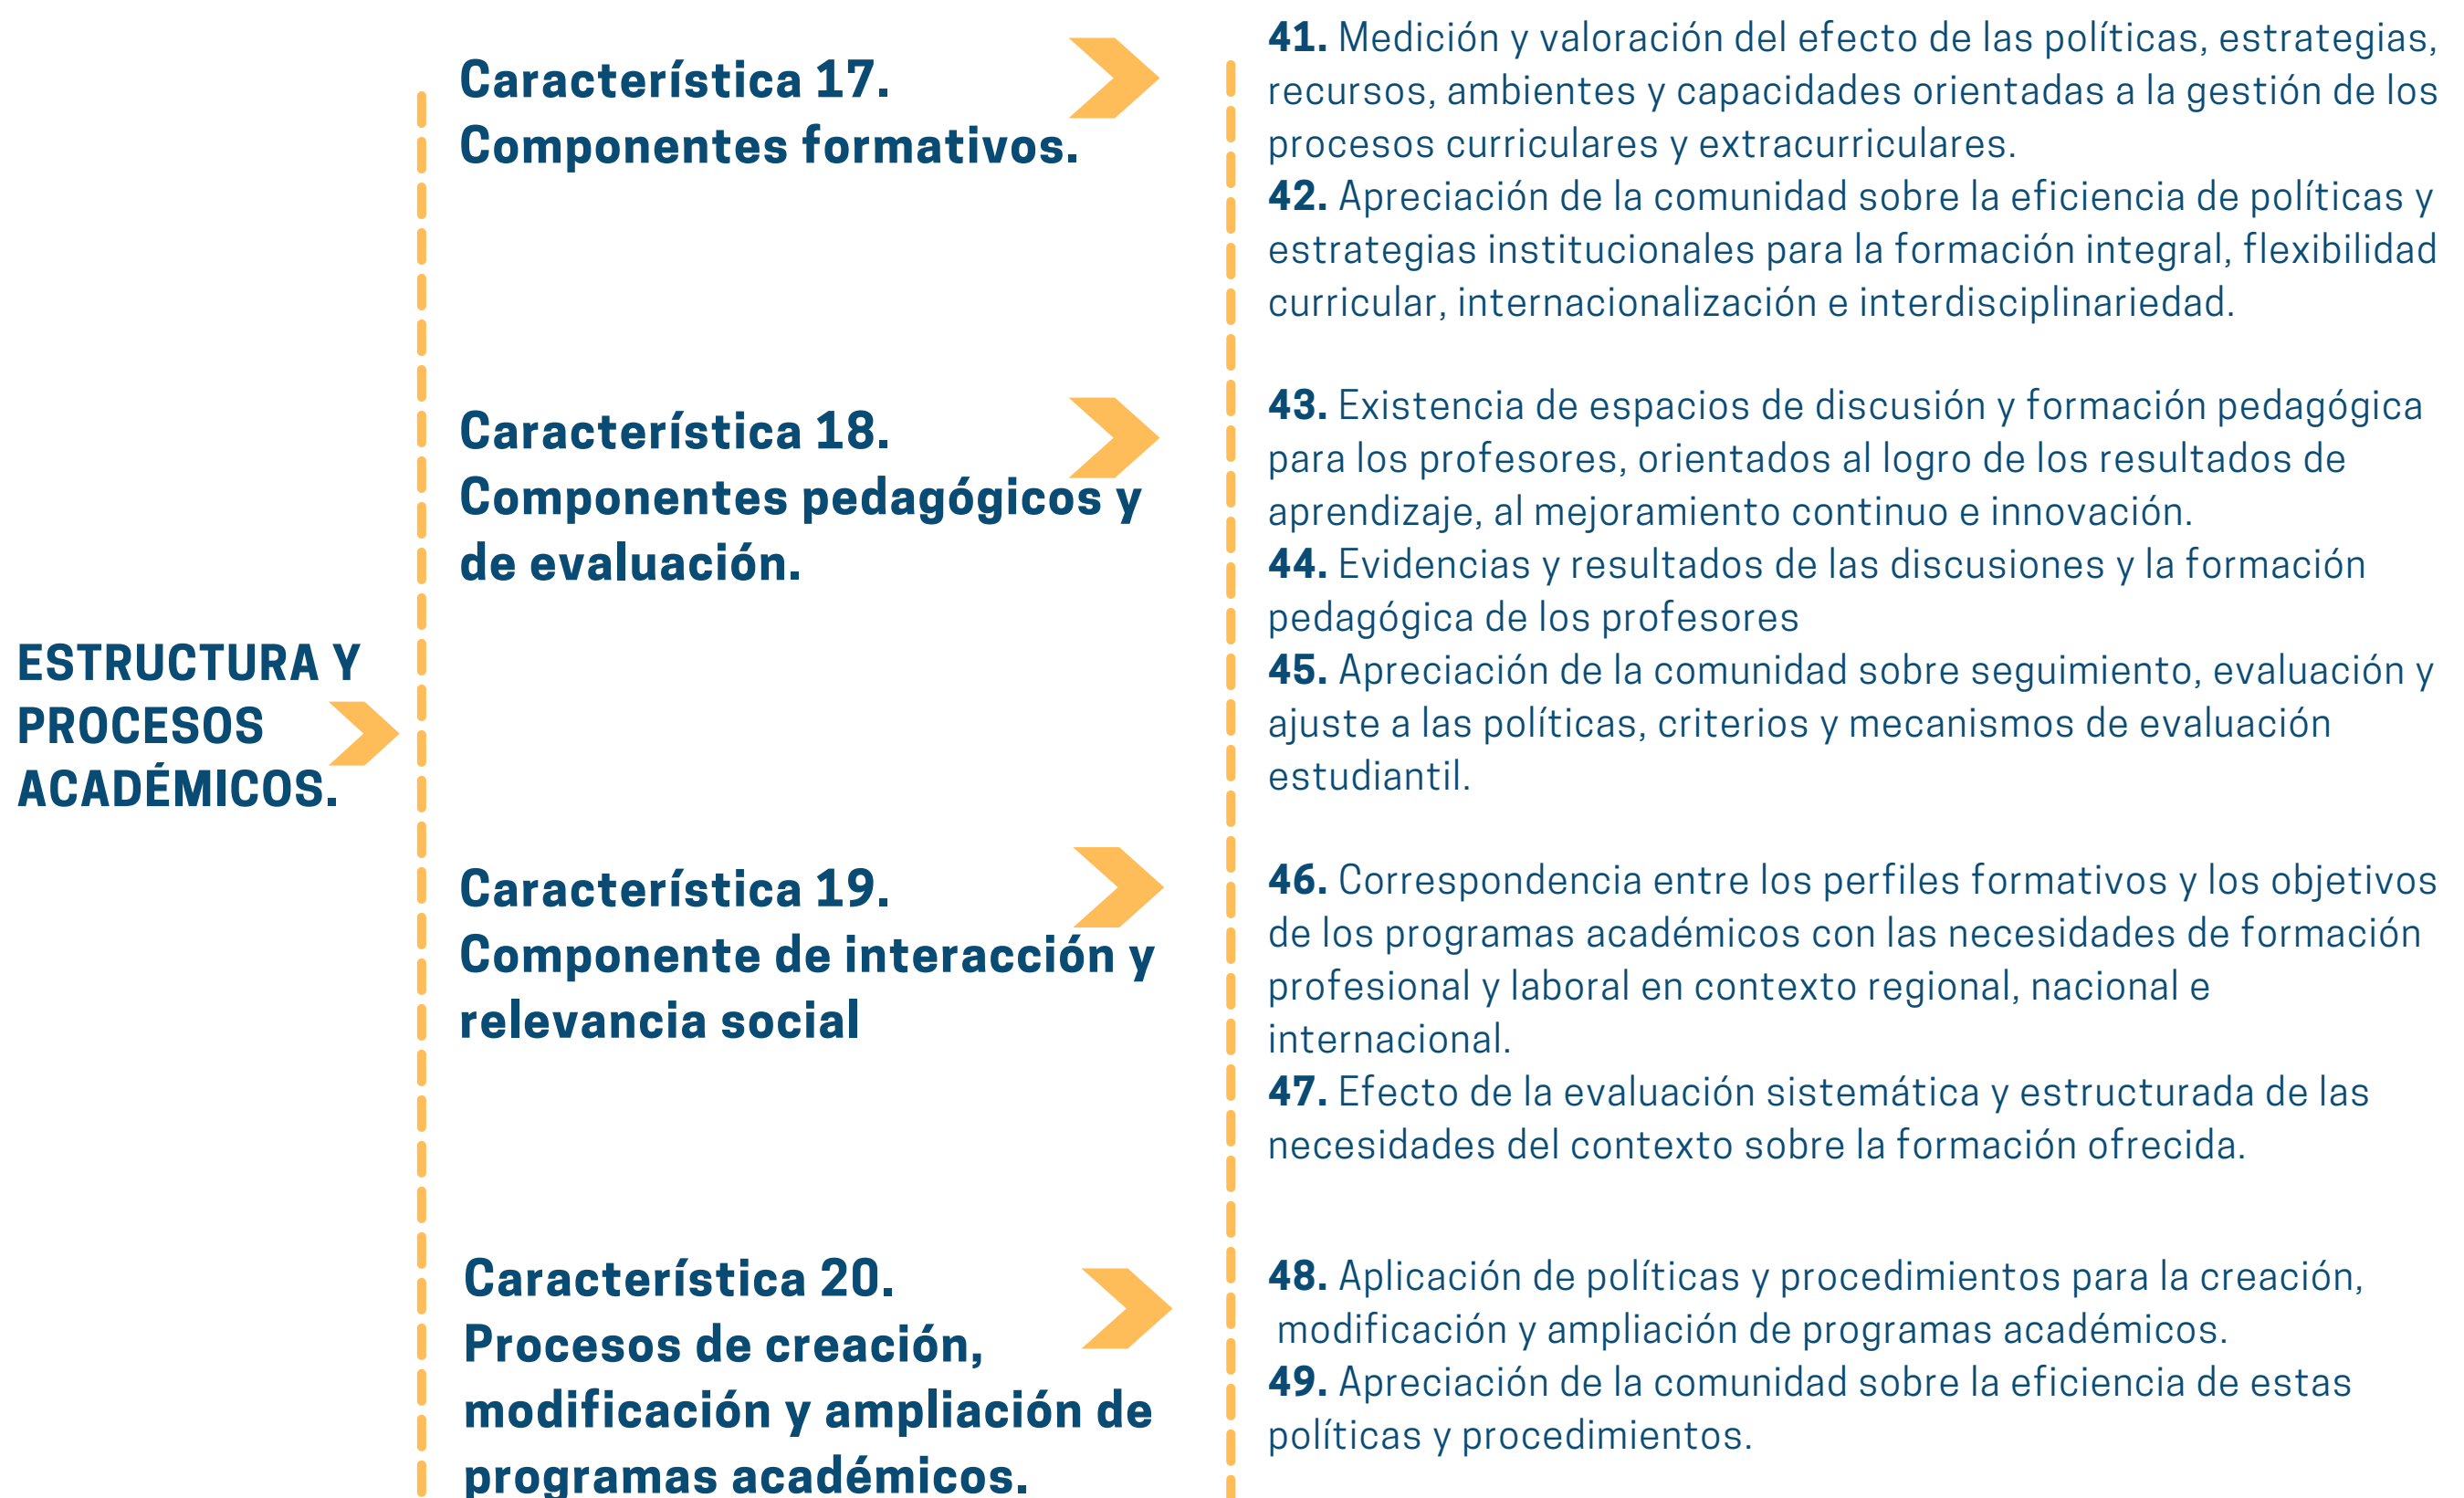 ESTRUCTURA Y
PROCESOS
ACADÉMICOS.
Característica 17.
Componentes formativos.
41. Medición y valoración del efecto de las políticas, estrategias,
recursos, ambientes y capacidades orientadas a la gestión de los
procesos curriculares y extracurriculares.
42. Apreciación de la comunidad sobre la eficiencia de políticas y
estrategias institucionales para la formación integral, flexibilidad
curricular, internacionalización e interdisciplinariedad.
Característica 18.
Componentes pedagógicos y
de evaluación.
43. Existencia de espacios de discusión y formación pedagógica
para los profesores, orientados al logro de los resultados de
aprendizaje, al mejoramiento continuo e innovación.
44. Evidencias y resultados de las discusiones y la formación
pedagógica de los profesores
45. Apreciación de la comunidad sobre seguimiento, evaluación y
ajuste a las políticas, criterios y mecanismos de evaluación
estudiantil.
Característica 19.
Componente de interacción y
relevancia social
46. Correspondencia entre los perfiles formativos y los objetivos
de los programas académicos con las necesidades de formación
profesional y laboral en contexto regional, nacional e
internacional.
47. Efecto de la evaluación sistemática y estructurada de las
necesidades del contexto sobre la formación ofrecida.
Característica 20.
Procesos de creación,
modificación y ampliación de
programas académicos.
48. Aplicación de políticas y procedimientos para la creación,
modificación y ampliación de programas académicos.
49. Apreciación de la comunidad sobre la eficiencia de estas
políticas y procedimientos.